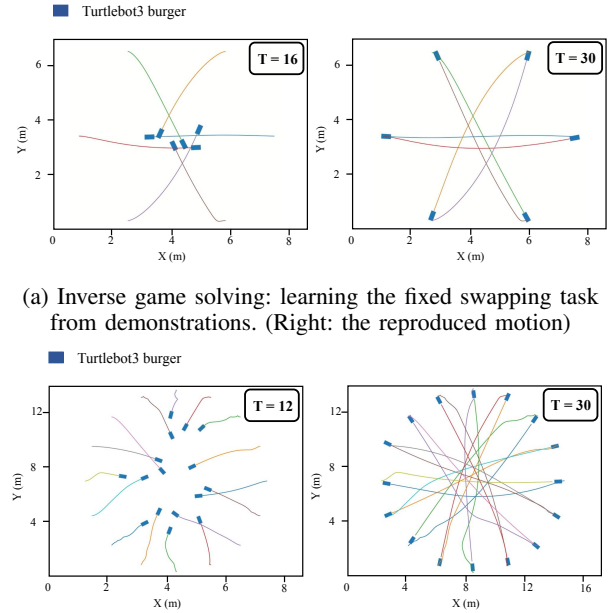 Turtlebot3 burger
T = 16
T = 30
Y (m)
6
4
2
0 2 4 6 8
X (m)
Y (m)
6
4
2
0 2 4 6 8
X (m)
(a) Inverse game solving: learning the fixed swapping task
from demonstrations. (Right: the reproduced motion)
Turtlebot3 burger
T = 12
T = 30
Y (m)
12
8
4
0 2 4 6 8
X (m)
Y (m)
12
8
4
0 4 6 8 12 16
X (m)